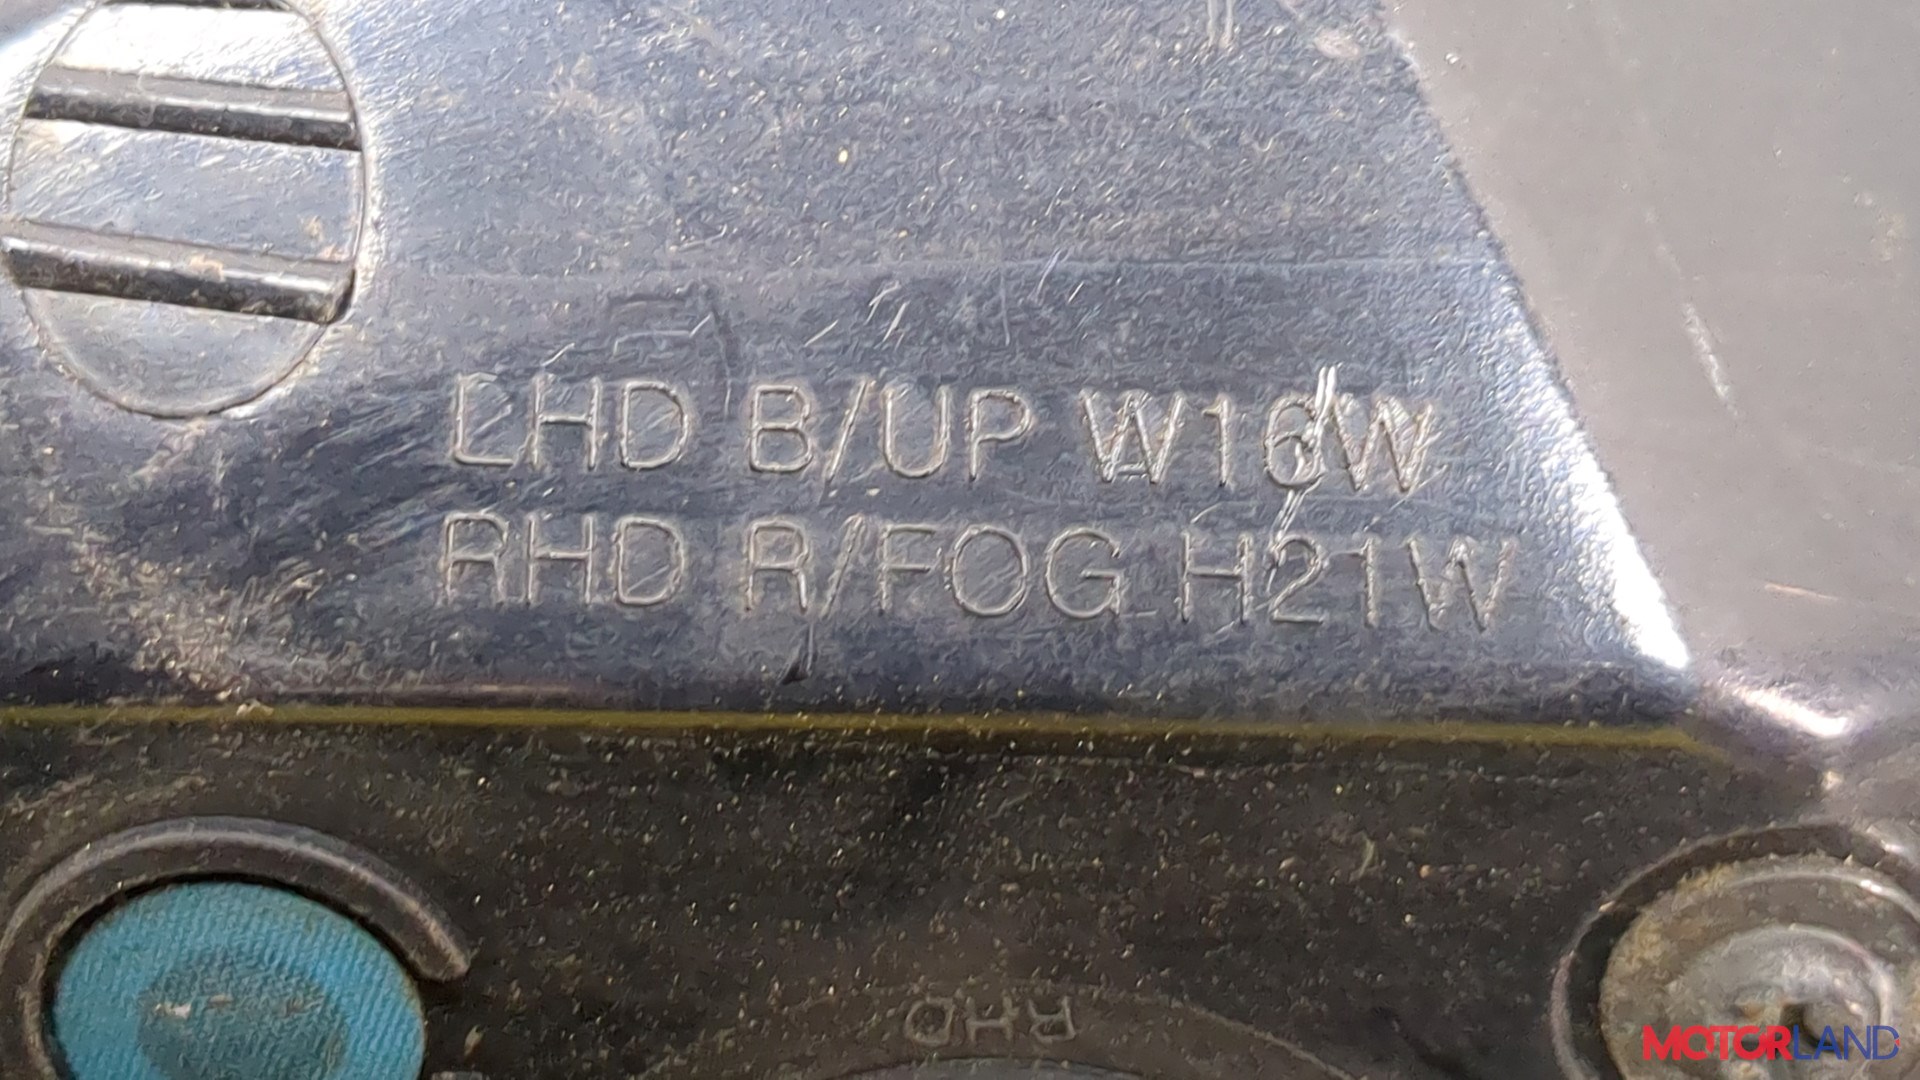 LHD B/UP W16W
RHD R/FOG H21W
RHD
MOTORLAND